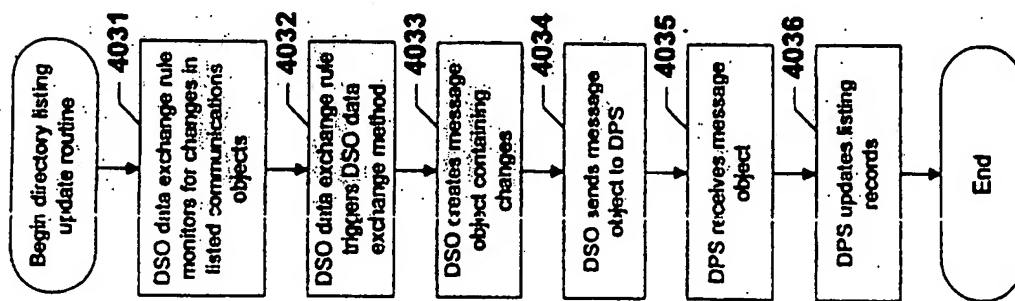 Begin directory listing
update routine
4031
DSO data exchange rule
monitors for changes in
listed communications
objects
4032
DSO data exchange rule
triggers DSO data
exchange method
4033
DSO creates message
object containing
changes
4034
DSO sends message
object to DPS
4035
DPS receives message
object
4036
DPS updates listing
records
End